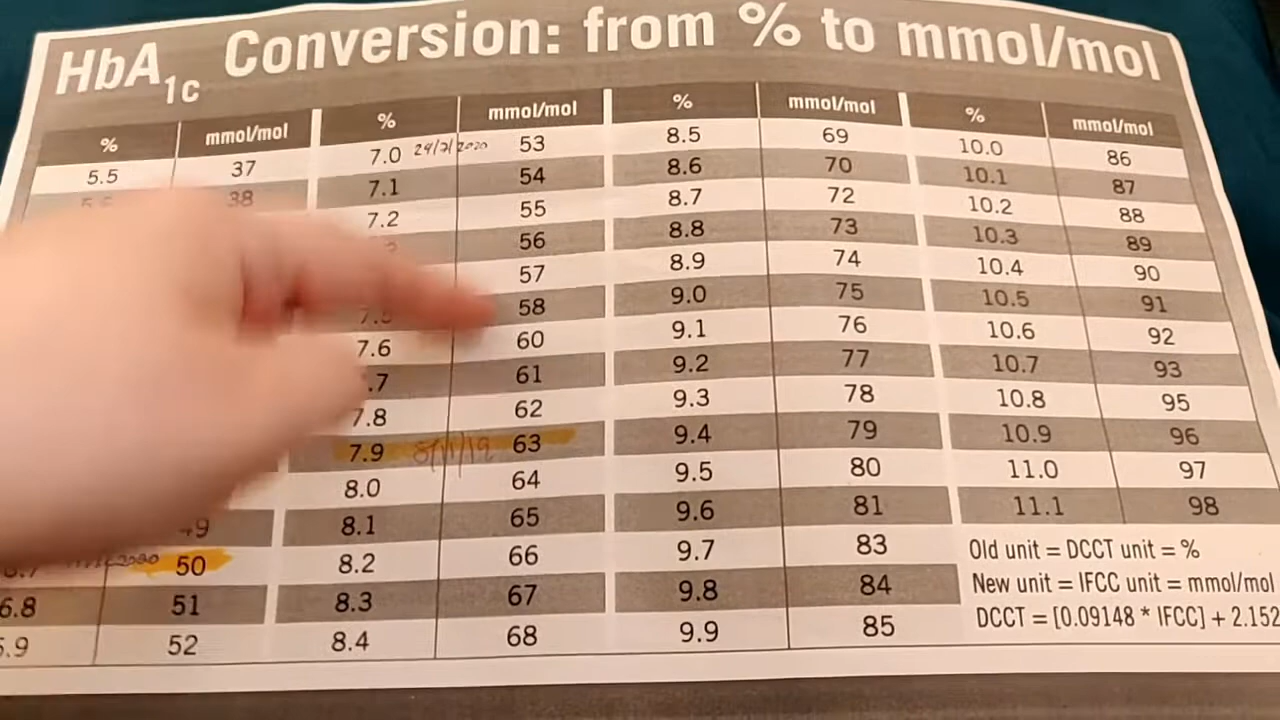 HbA1c Conversion: from % to mmol/mol
% mmol/mol % mmol/mol % mmol/mol % mmol/mol
5.5 37 7.0 53 8.5 69 10.0 86
38 7.1 54 8.6 70 10.1 87
7.2 55 8.7 72 10.2 88
56 8.8 73 10.3 89
57 8.9 74 10.4 90
58 9.0 75 10.5 91
7.6 60 9.1 76 10.6 92
.7 61 9.2 77 10.7 93
7.8 62 9.3 78 10.8 95
7.9 8/11/19 63 9.4 79 10.9 96
8.0 64 9.5 80 11.0 97
49 8.1 65 9.6 81 11.1 98
50 8.2 66 9.7 83
6.8 51 8.3 67 9.8 84
6.9 52 8.4 68 9.9 85
Old unit = DCCT unit = %
New unit = IFCC unit = mmol/mol
DCCT = [0.09148 * IFCC] + 2.152